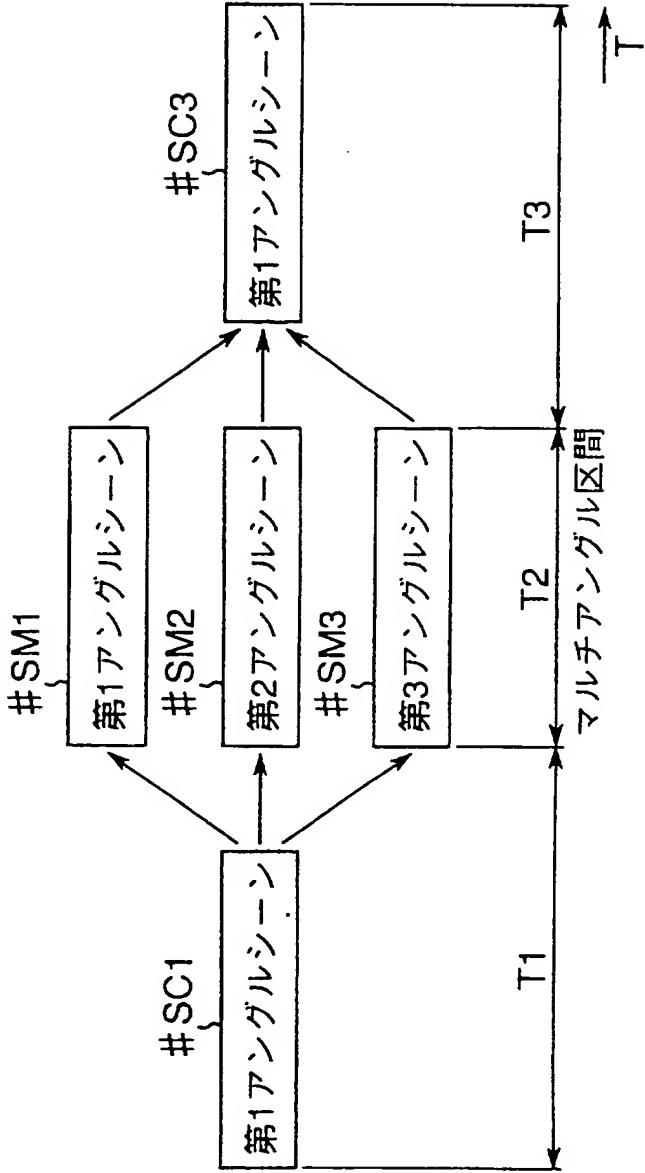 #SC1
第1アングルシーン
#SM1
第1アングルシーン
#SM2
第2アングルシーン
#SM3
第3アングルシーン
#SC3
第1アングルシーン
T1
T2
T3
マルチアングル区間
T